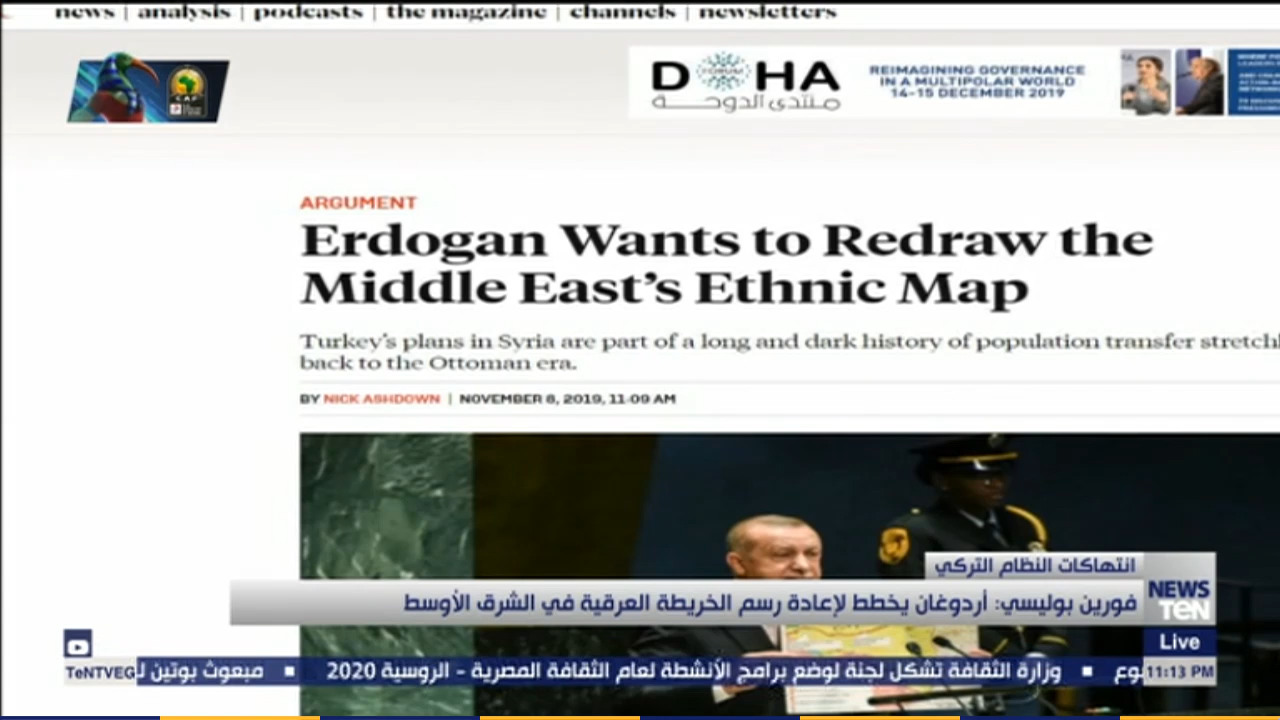 news | analysis | podcasts | the magazine | channels | newsletters
CAF
DOHA
FORUM
منتدى الدوحة
REIMAGINING GOVERNANCE
IN A MULTIPOLAR WORLD
14-15 DECEMBER 2019
ARGUMENT
Erdogan Wants to Redraw the
Middle East's Ethnic Map
Turkey's plans in Syria are part of a long and dark history of population transfer
back to the Ottoman era.
BY NICK ASHDOWN | NOVEMBER 8, 2019, 11:09 AM
انتهاكات النظام التركي
فورين بوليسي: أردوغان يخطط لإعادة رسم الخريطة العرقية في الشرق الأوسط
NEWS
TeN
Live
11:13 PM
وزارة الثقافة تشكل لجنة لوضع برامج الأنشطة لعام الثقافة المصرية - الروسية 2020 ■ مبعوث بوتين
TeNTVEG